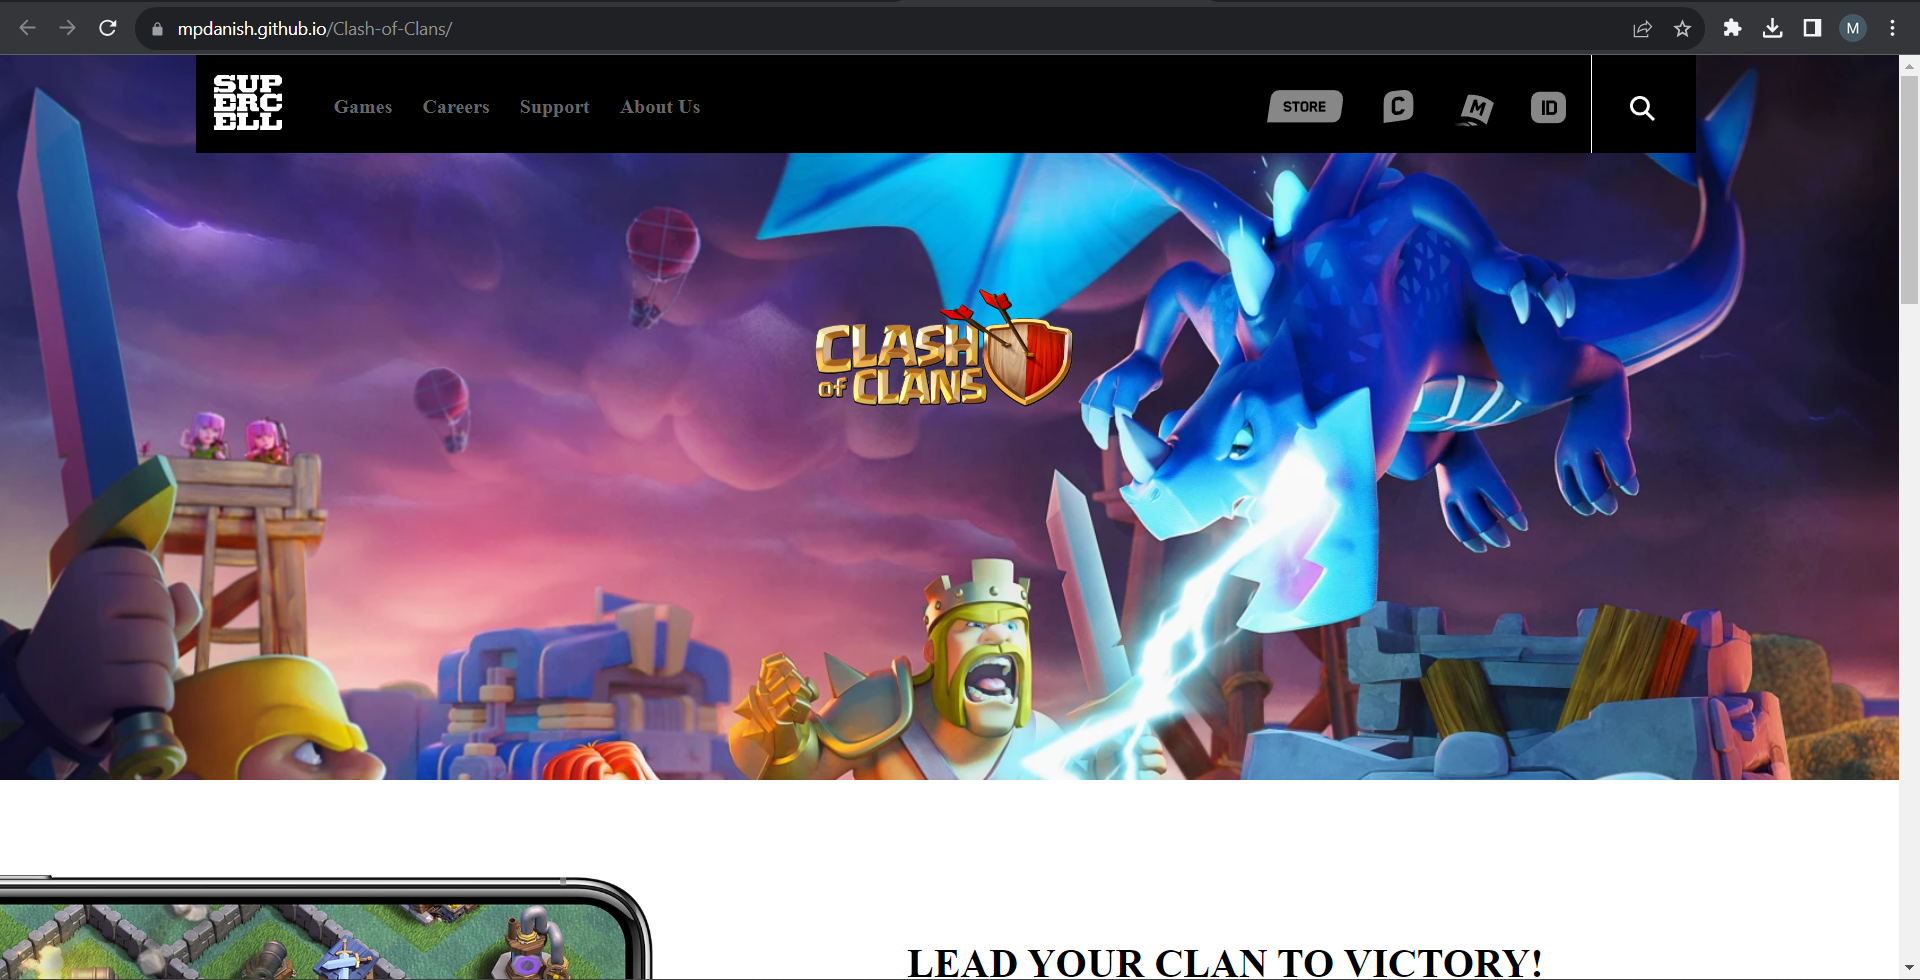 mpdanish.github.io/Clash-of-Clans/
M
SUP
ERC
ELL
Games Careers Support About Us
STORE C M ID
CLASH
of CLANS
LEAD YOUR CLAN TO VICTORY!